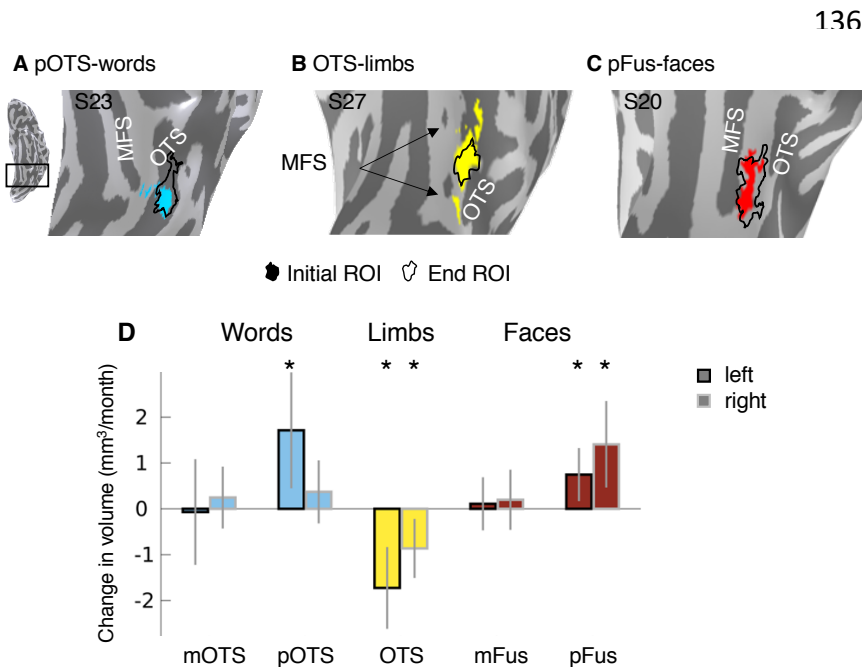 136
A pOTS-words
B OTS-limbs
C pFus-faces
S23
MFS
OTS
S27
MFS
OTS
S20
MFS
OTS
Initial ROI
End ROI
D
Words
Limbs
Faces
* * * * *
left
right
Change in volume (mm³/month)
2
1
0
-1
-2
mOTS pOTS OTS mFus pFus